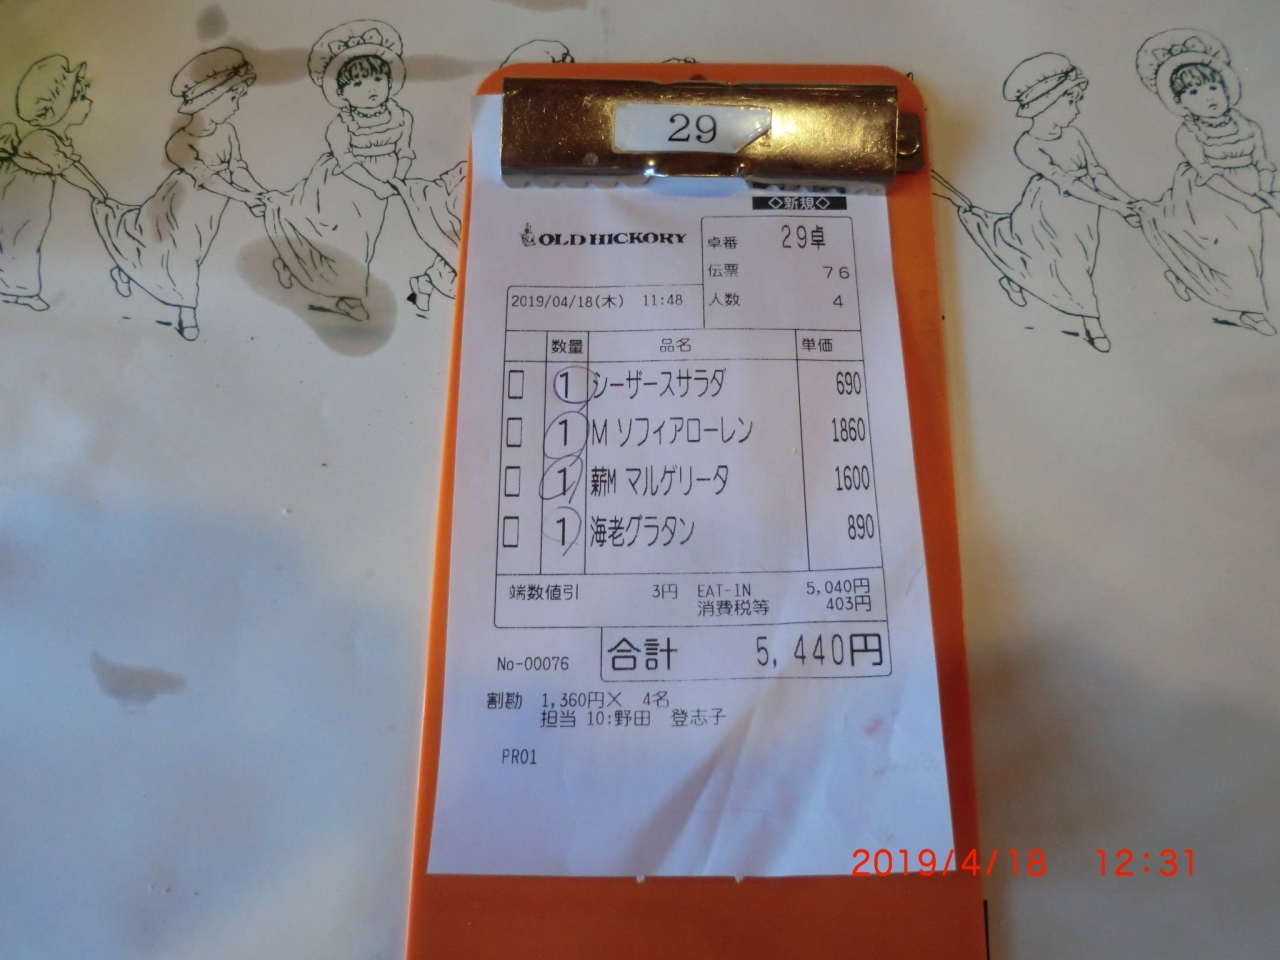 29
◇新規◇
OLD HICKORY
卓番 29卓
伝票 76
2019/04/18(木) 11:48
人数 4
数量 品名 単価
1 シーザースサラダ 690
1 M ソフィアローレン 1860
1 薪M マルゲリータ 1600
1 海老グラタン 890
端数値引 3円 EAT-IN 5,040円
消費税等 403円
合計 5,440円
No-00076
割勘 1,360円× 4名
担当 10:野田 登志子
PR01
2019/4/18 12:31